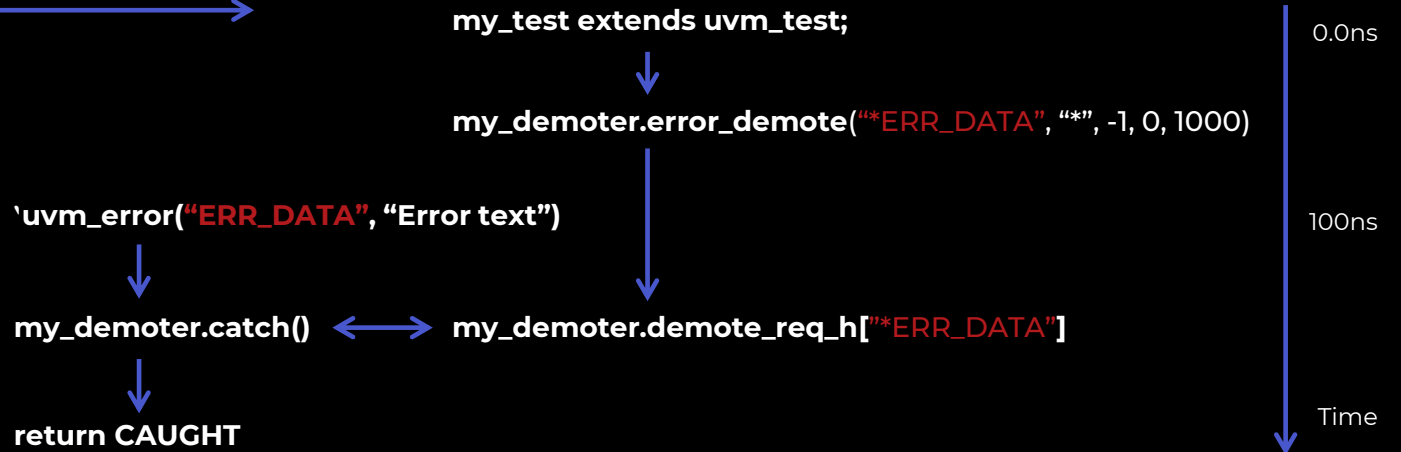 my_test extends uvm_test;
0.0ns
my_demoter.error_demote(“*ERR_DATA”, “*”, -1, 0, 1000)
`uvm_error(“ERR_DATA”, “Error text”)
100ns
my_demoter.catch()
my_demoter.demote_req_h[”*ERR_DATA”]
Time
return CAUGHT